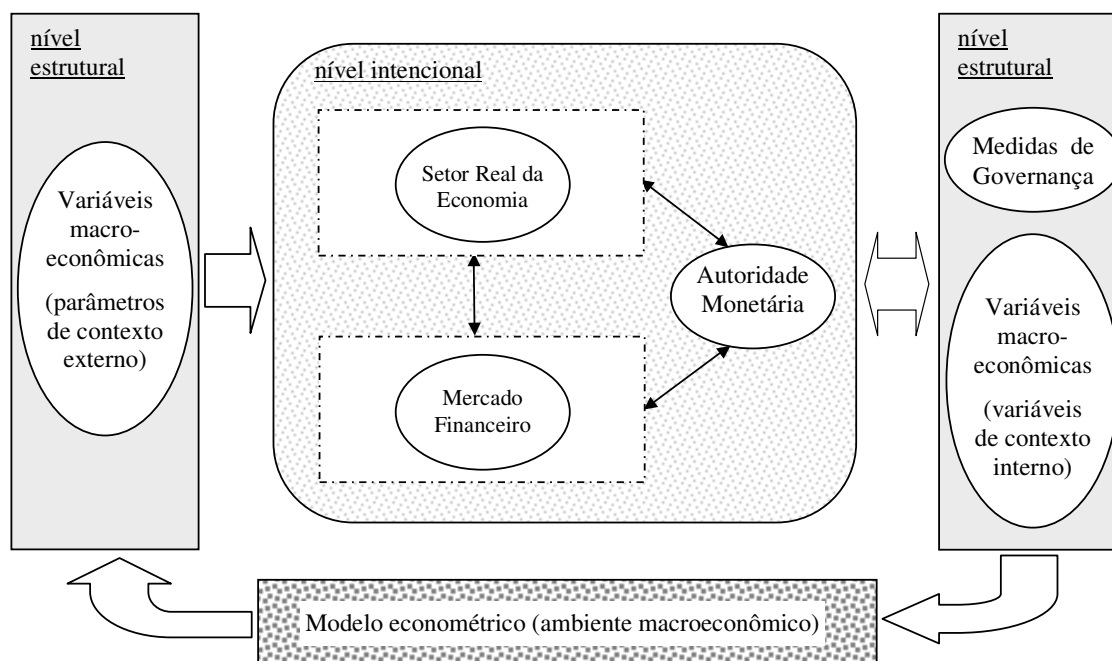 nível
estrutural
Variáveis
macro-
econômicas
(parâmetros
de contexto
externo)
nível intencional
Setor Real da
Economia
Mercado
Financeiro
Autoridade
Monetária
nível
estrutural
Medidas de
Governança
Variáveis
macro-
econômicas
(variáveis
de contexto
interno)
Modelo econométrico (ambiente macroeconômico)